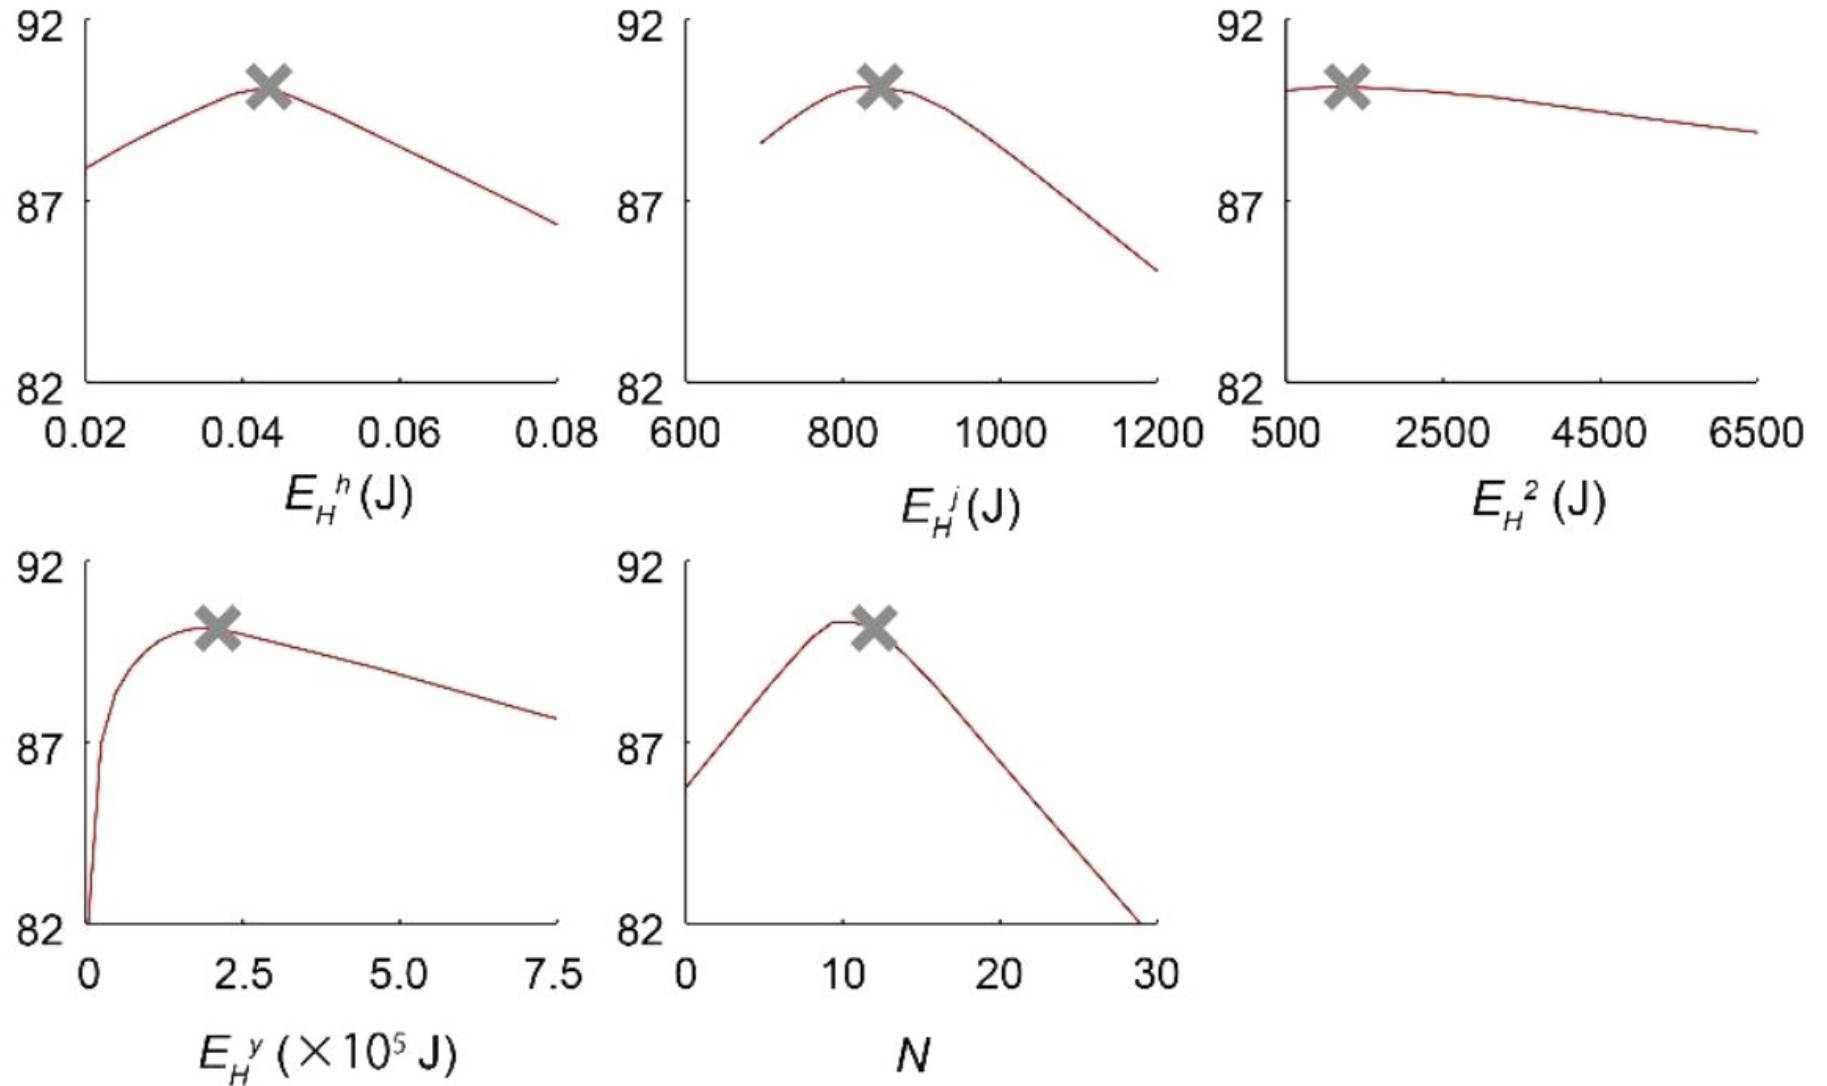 92 92 92
87 87 87
82 82 82
0.02 0.04 0.06 0.08 600 800 1000 1200 500 2500 4500 6500
E_H^h (J) E_H^j (J) E_H^2 (J)
92 92
87 87
82 82
0 2.5 5.0 7.5 0 10 20 30
E_H^y (×10^5 J) N